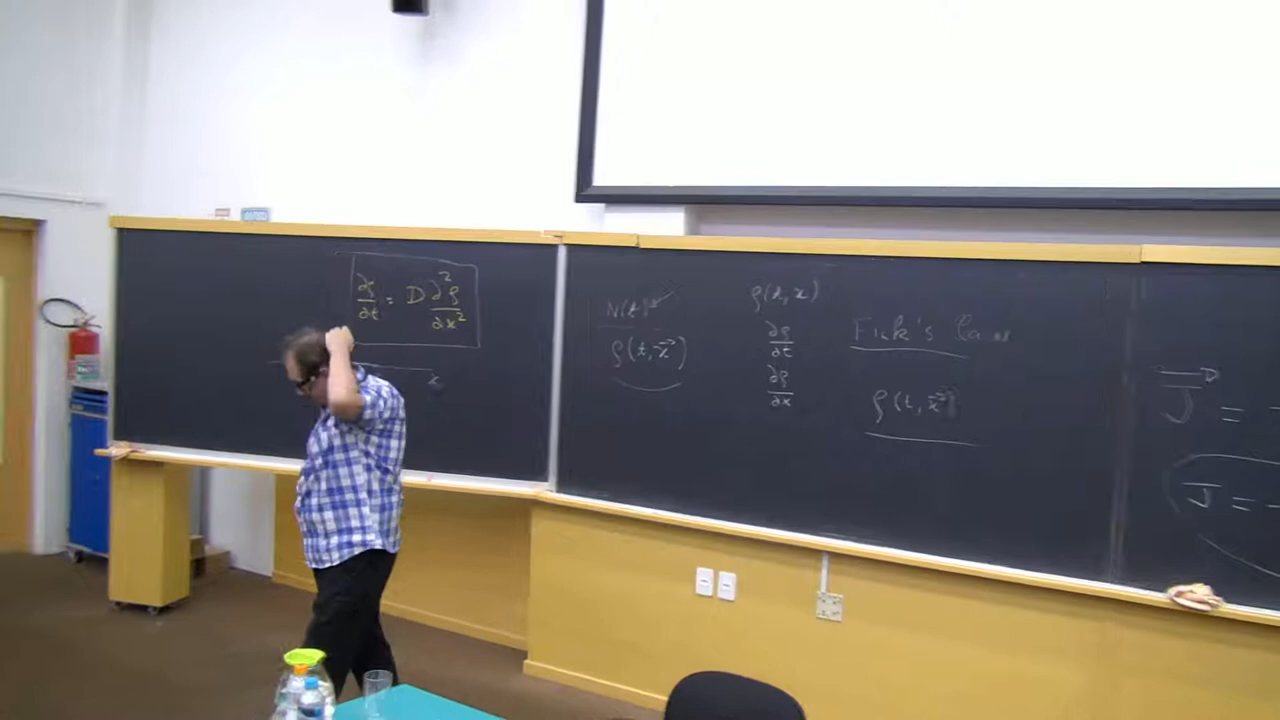 ∂ρ/∂t = D ∂²ρ/∂x²
x
N(t)
ρ(t, x⃗)
ρ(t, x)
∂ρ/∂t
∂ρ/∂x
Fick's law
ρ(t, x⃗)
J⃗ᴰ =
J⃗ =